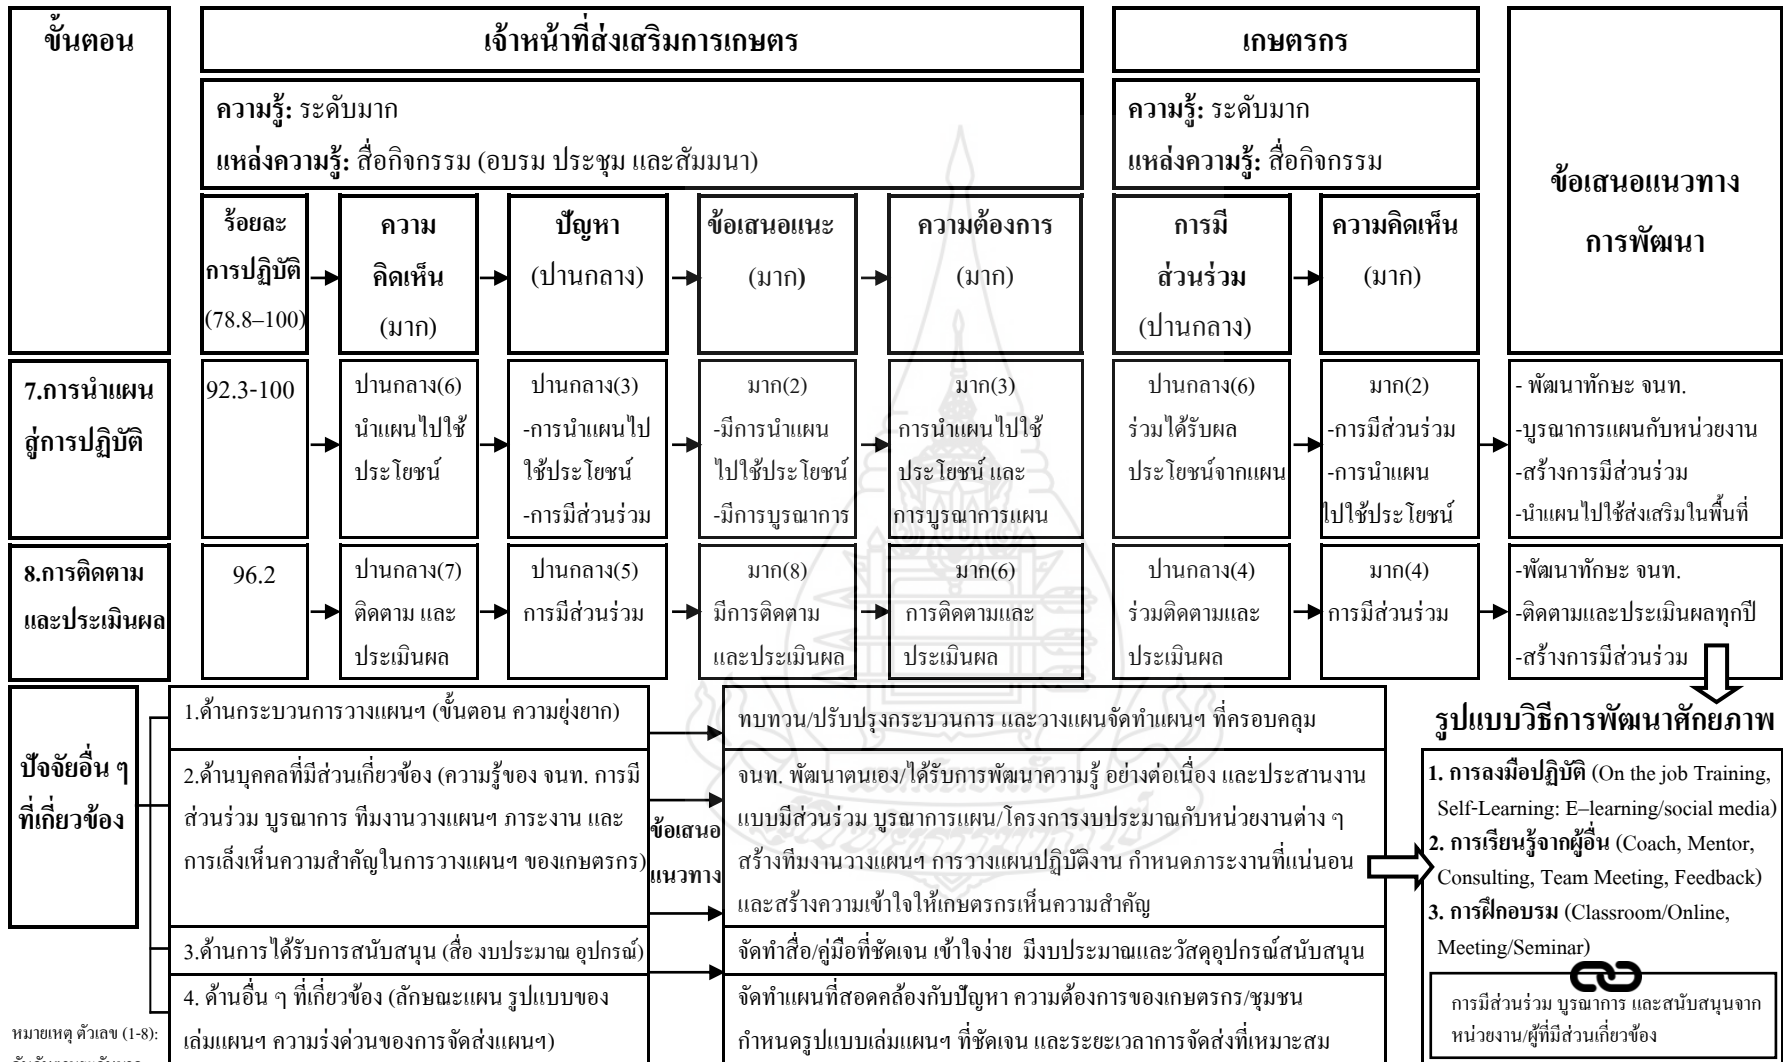 ขั้นตอน
เจ้าหน้าที่ส่งเสริมการเกษตร
เกษตรกร
ข้อเสนอแนวทาง
การพัฒนา
ความรู้: ระดับมาก
แหล่งความรู้: สื่อกิจกรรม (อบรม ประชุม และสัมมนา)
ความรู้: ระดับมาก
แหล่งความรู้: สื่อกิจกรรม
ร้อยละ
การปฏิบัติ
(78.8–100)
ความ
คิดเห็น
(มาก)
ปัญหา
(ปานกลาง)
ข้อเสนอแนะ
(มาก)
ความต้องการ
(มาก)
การมี
ส่วนร่วม
(ปานกลาง)
ความคิดเห็น
(มาก)
7.การนำแผน
สู่การปฏิบัติ
92.3-100
ปานกลาง(6)
นำแผนไปใช้
ประโยชน์
ปานกลาง(3)
-การนำแผนไป
ใช้ประโยชน์
-การมีส่วนร่วม
มาก(2)
-มีการนำแผน
ไปใช้ประโยชน์
-มีการบูรณาการ
มาก(3)
การนำแผนไปใช้
ประโยชน์ และ
การบูรณาการแผน
ปานกลาง(6)
ร่วมได้รับผล
ประโยชน์จากแผน
มาก(2)
-การมีส่วนร่วม
-การนำแผน
ไปใช้ประโยชน์
- พัฒนาทักษะ จนท.
-บูรณาการแผนกับหน่วยงาน
-สร้างการมีส่วนร่วม
-นำแผนไปใช้ส่งเสริมในพื้นที่
8.การติดตาม
และประเมินผล
96.2
ปานกลาง(7)
ติดตาม และ
ประเมินผล
ปานกลาง(5)
การมีส่วนร่วม
มาก(8)
มีการติดตาม
และประเมินผล
มาก(6)
การติดตามและ
ประเมินผล
ปานกลาง(4)
ร่วมติดตามและ
ประเมินผล
มาก(4)
การมีส่วนร่วม
-พัฒนาทักษะ จนท.
-ติดตามและประเมินผลทุกปี
-สร้างการมีส่วนร่วม
ปัจจัยอื่น ๆ
ที่เกี่ยวข้อง
1.ด้านกระบวนการวางแผนฯ (ขั้นตอน ความยุ่งยาก)
2.ด้านบุคคลที่มีส่วนเกี่ยวข้อง (ความรู้ของ จนท. การมี
ส่วนร่วม บูรณาการ ทีมงานวางแผนฯ ภาระงาน และ
การเล็งเห็นความสำคัญในการวางแผนฯ ของเกษตรกร)
3.ด้านการได้รับการสนับสนุน (สื่อ งบประมาณ อุปกรณ์)
4. ด้านอื่น ๆ ที่เกี่ยวข้อง (ลักษณะแผน รูปแบบของ
เล่มแผนฯ ความเร่งด่วนของการจัดส่งแผนฯ)
ข้อเสนอ
แนวทาง
ทบทวน/ปรับปรุงกระบวนการ และวางแผนจัดทำแผนฯ ที่ครอบคลุม
จนท. พัฒนาตนเอง/ได้รับการพัฒนาความรู้ อย่างต่อเนื่อง และประสานงาน
แบบมีส่วนร่วม บูรณาการแผน/โครงการงบประมาณกับหน่วยงานต่าง ๆ
สร้างทีมงานวางแผนฯ การวางแผนปฏิบัติงาน กำหนดภาระงานที่แน่นอน
และสร้างความเข้าใจให้เกษตรกรเห็นความสำคัญ
จัดทำสื่อ/คู่มือที่ชัดเจน เข้าใจง่าย มีงบประมาณและวัสดุอุปกรณ์สนับสนุน
จัดทำแผนที่สอดคล้องกับปัญหา ความต้องการของเกษตรกร/ชุมชน
กำหนดรูปแบบเล่มแผนฯ ที่ชัดเจน และระยะเวลาการจัดส่งที่เหมาะสม
รูปแบบวิธีการพัฒนาศักยภาพ
1. การลงมือปฏิบัติ (On the job Training,
Self-Learning: E–learning/social media)
2. การเรียนรู้จากผู้อื่น (Coach, Mentor,
Consulting, Team Meeting, Feedback)
3. การฝึกอบรม (Classroom/Online,
Meeting/Seminar)
การมีส่วนร่วม บูรณาการ และสนับสนุนจาก
หน่วยงาน/ผู้ที่มีส่วนเกี่ยวข้อง
หมายเหตุ ตัวเลข (1-8):